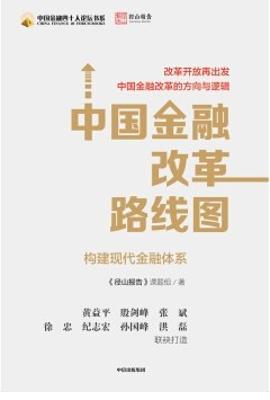 中国金融四十人论坛书系
CHINA FINANCE 40 FORUM BOOKS
径山报告
改革开放再出发
中国金融改革的方向与逻辑
中国金融
改革
路线图
构建现代金融体系
《径山报告》课题组/著
黄益平 殷剑峰 张斌
徐忠 纪志宏 孙国峰 洪磊
联袂打造
中信出版集团